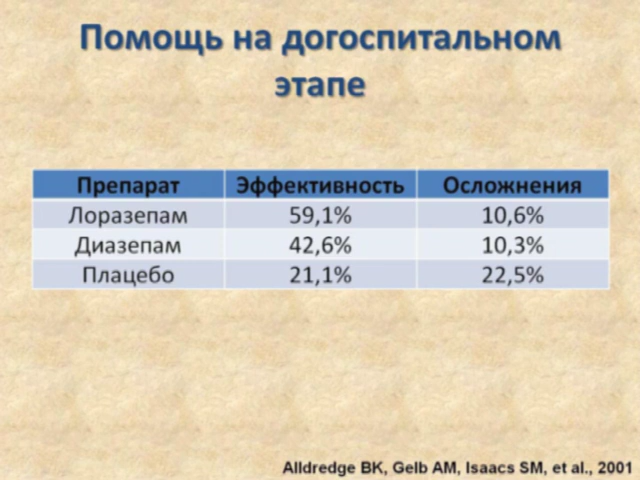 Помощь на догоспитальном
этапе
Препарат Эффективность Осложнения
Лоразепам 59,1% 10,6%
Диазепам 42,6% 10,3%
Плацебо 21,1% 22,5%
Alldredge BK, Gelb AM, Isaacs SM, et al., 2001